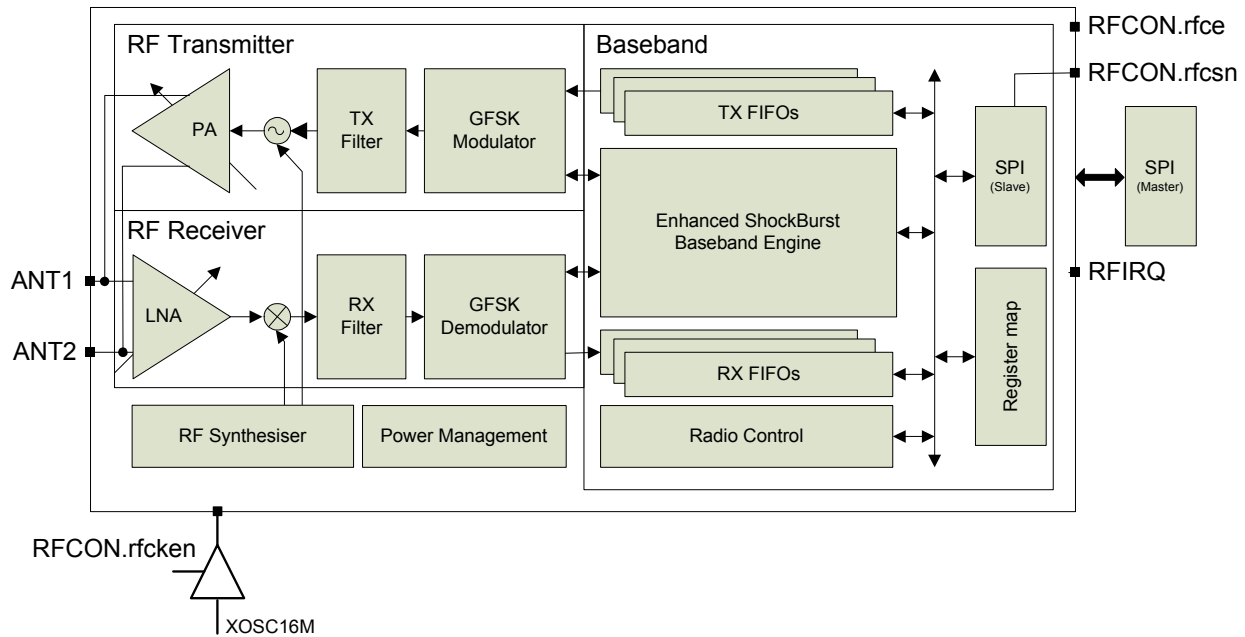 RF Transmitter
Baseband
RFCON.rfce
RFCON.rfcsn
PA
TX
Filter
GFSK
Modulator
TX FIFOs
SPI
(Slave)
SPI
(Master)
Enhanced ShockBurst
Baseband Engine
RF Receiver
ANT1
ANT2
LNA
RX
Filter
GFSK
Demodulator
RFIRQ
RX FIFOs
Register map
RF Synthesiser
Power Management
Radio Control
RFCON.rfcken
XOSC16M